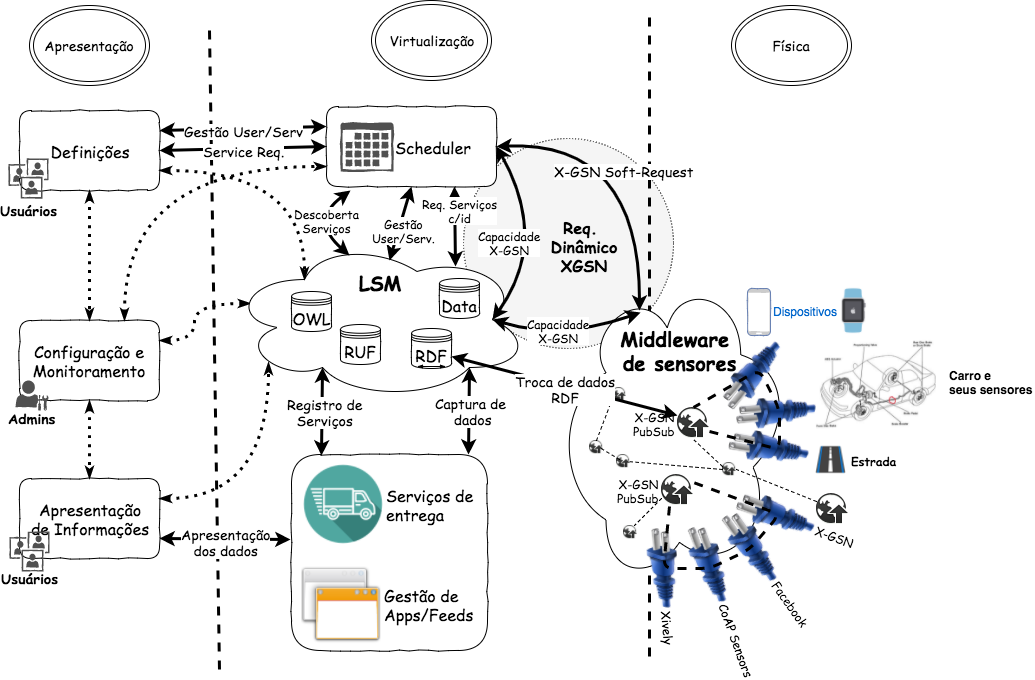 Apresentação
Virtualização
Física
Definições
Usuários
Gestão User/Serv
Service Req.
Scheduler
X-GSN Soft-Request
Descoberta
Serviços
Gestão
User/Serv.
Req. Serviços
c/id
Capacidade
X-GSN
Req.
Dinâmico
XGSN
LSM
OWL
RUF
RDF
Data
Capacidade
X-GSN
Middleware
de sensores
Dispositivos
Carro e
seus sensores
Configuração e
Monitoramento
Admins
Registro de
Serviços
Captura de
dados
Troca de dados
RDF
X-GSN
PubSub
Estrada
X-GSN
PubSub
X-GSN
Apresentação
de Informações
Usuários
Apresentação
dos dados
Serviços de
entrega
Gestão de
Apps/Feeds
Xively
CoAP Sensors
Facebook